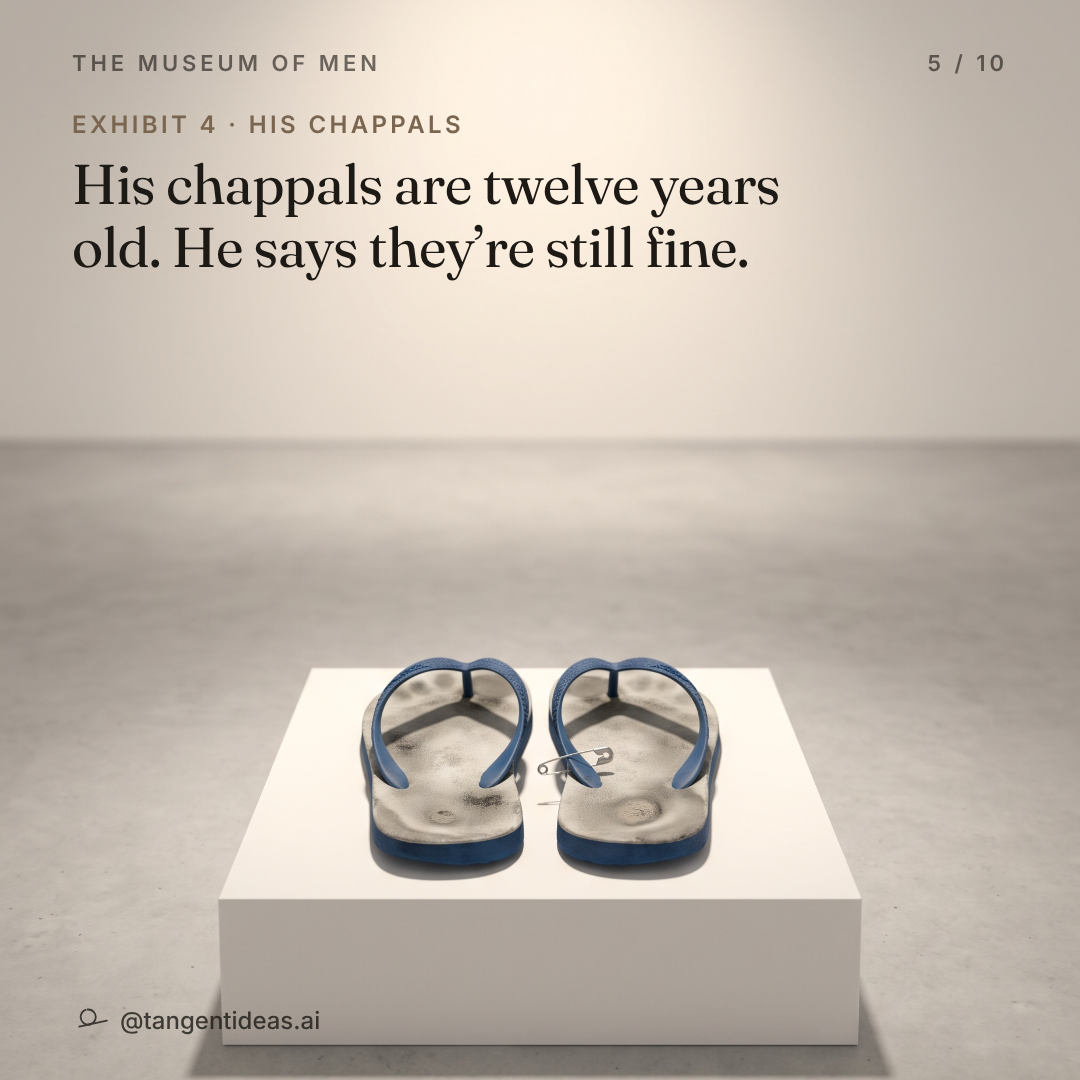 THE MUSEUM OF MEN
5 / 10
EXHIBIT 4 · HIS CHAPPALS
His chappals are twelve years
old. He says they’re still fine.
@tangentideas.ai